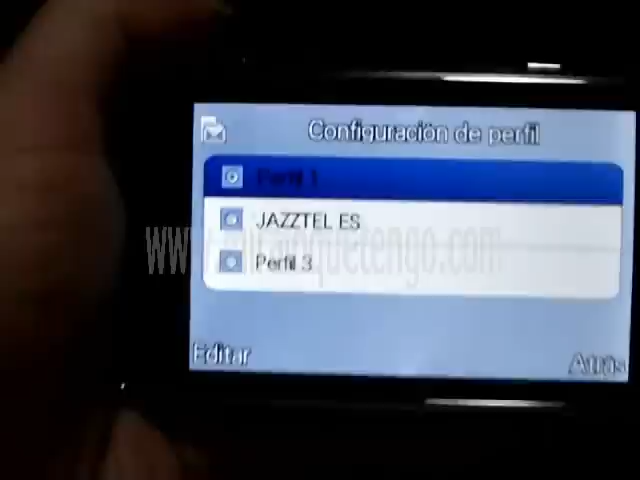 Configuración de perfil
Perfil 1
JAZZTEL ES
Perfil 3
Editar
Atrás